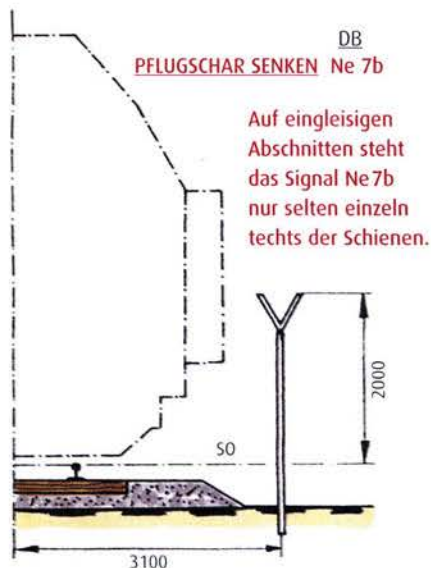 DB
PFLUGSCHAR SENKEN Ne 7b
Auf eingleisigen
Abschnitten steht
das Signal Ne 7b
nur selten einzeln
techts der Schienen.
2000
SO
3100